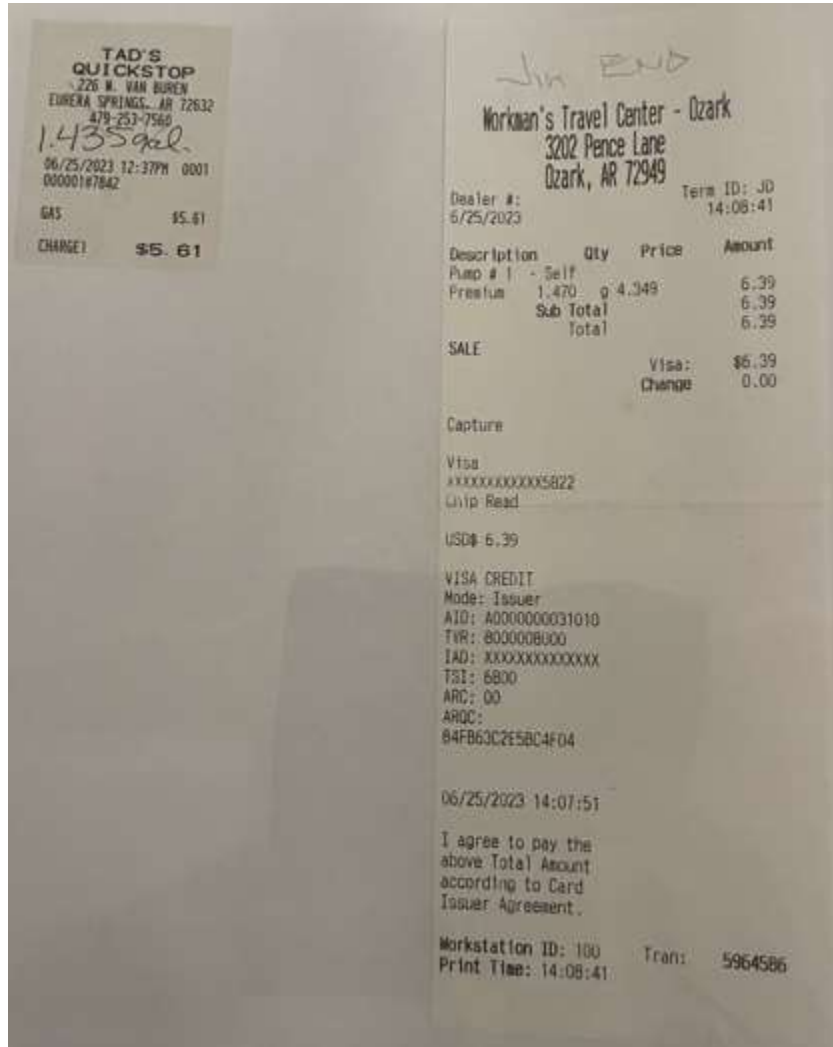 TAD'S
QUICKSTOP
226 W. VAN BUREN
EUREKA SPRINGS, AR 72632
479-253-7560
1.435 gal.
06/25/2023 12:37PM 0001
000001#7842
GAS $5.61
CHARGE1 $5.61
Jim END
Workman's Travel Center - Ozark
3202 Pence Lane
Ozark, AR 72949
Term ID: JD
Dealer #:
6/25/2023 14:08:41
Description Qty Price Amount
Pump # 1 - Self
Premium 1.470 g 4.349 6.39
Sub Total 6.39
Total 6.39
SALE
Visa: $6.39
Change 0.00
Capture
Visa
XXXXXXXXXXXX5822
Chip Read
USD$ 6.39
VISA CREDIT
Mode: Issuer
AID: A0000000031010
TVR: 8000008000
IAD: XXXXXXXXXXXXXX
TSI: 6800
ARC: 00
ARQC:
84FB63C2E5BC4F04
06/25/2023 14:07:51
I agree to pay the
above Total Amount
according to Card
Issuer Agreement.
Workstation ID: 100 Tran: 5964586
Print Time: 14:08:41